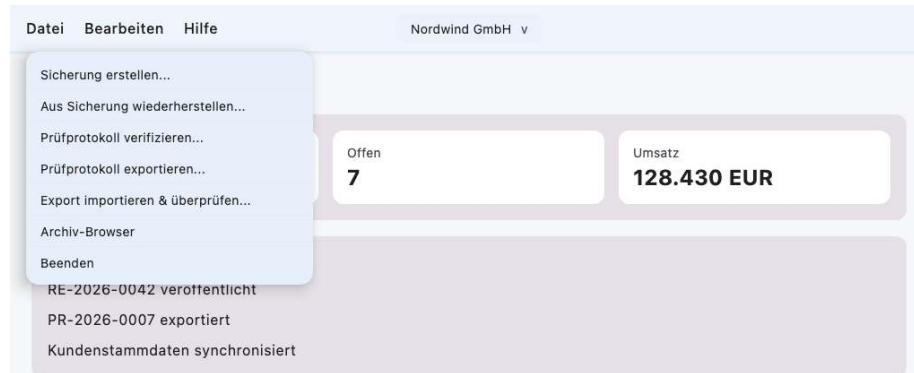 Datei Bearbeiten Hilfe Nordwind GmbH v
Sicherung erstellen...
Aus Sicherung wiederherstellen...
Prüfprotokoll verifizieren...
Prüfprotokoll exportieren...
Export importieren & überprüfen...
Archiv-Browser
Beenden
Offen
7
Umsatz
128.430 EUR
RE-2026-0042 veröffentlicht
PR-2026-0007 exportiert
Kundenstammdaten synchronisiert